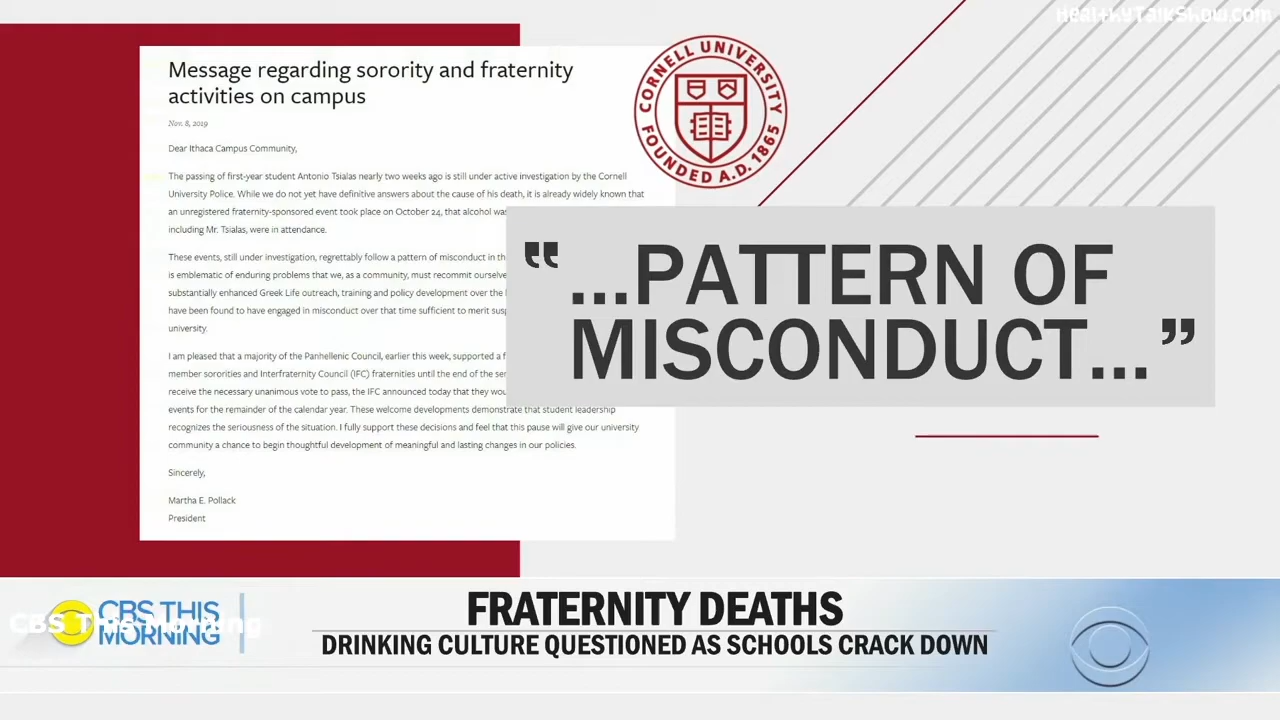 HealthyTalkShow.com
Message regarding sorority and fraternity
activities on campus
Nov. 8, 2019
Dear Ithaca Campus Community,
The passing of first-year student Antonio Tsialas nearly two weeks ago is still under active investigation by the Cornell
University Police. While we do not yet have definitive answers about the cause of his death, it is already widely known that
an unregistered fraternity-sponsored event took place on October 24, that alcohol was
including Mr. Tsialas, were in attendance.
These events, still under investigation, regrettably follow a pattern of misconduct in th
is emblematic of enduring problems that we, as a community, must recommit ourselve
substantially enhanced Greek Life outreach, training and policy development over the
have been found to have engaged in misconduct over that time sufficient to merit susp
university.
I am pleased that a majority of the Panhellenic Council, earlier this week, supported a f
member sororities and Interfraternity Council (IFC) fraternities until the end of the ser
receive the necessary unanimous vote to pass, the IFC announced today that they wou
events for the remainder of the calendar year. These welcome developments demonstrate that student leadership
recognizes the seriousness of the situation. I fully support these decisions and feel that this pause will give our university
community a chance to begin thoughtful development of meaningful and lasting changes in our policies.
Sincerely,
Martha E. Pollack
President
CORNELL UNIVERSITY
FOUNDED A.D. 1865
“...PATTERN OF
MISCONDUCT...”
CBS THIS
MORNING
CBS This Morning
FRATERNITY DEATHS
DRINKING CULTURE QUESTIONED AS SCHOOLS CRACK DOWN